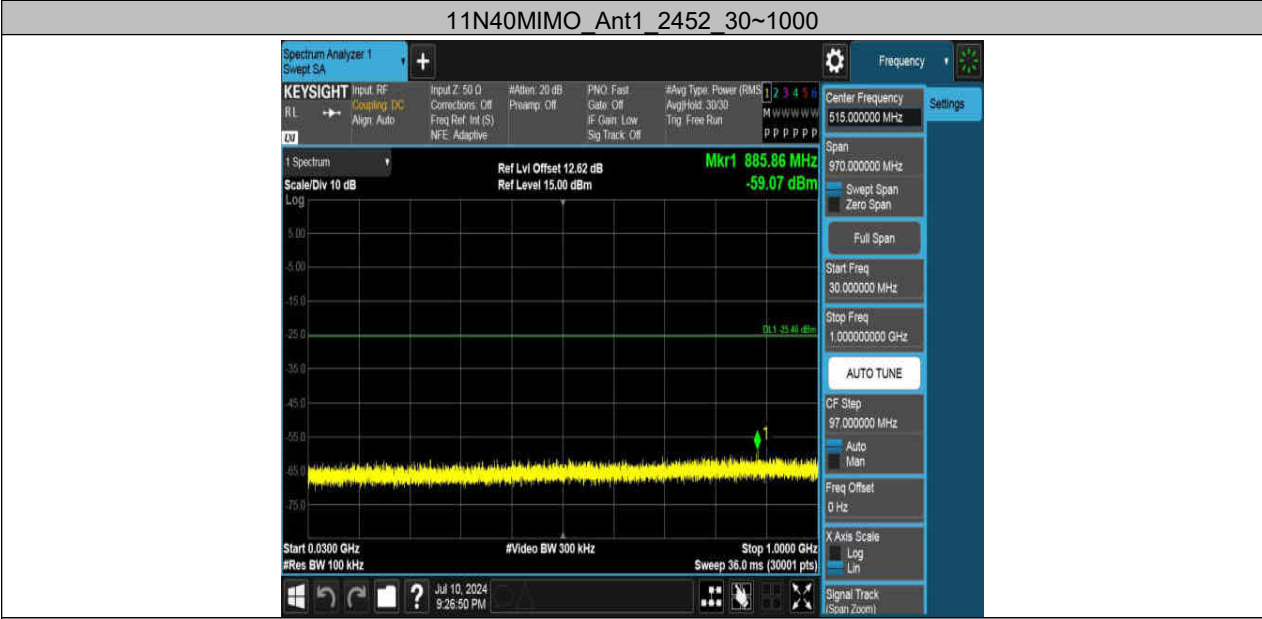 11N40MIMO_Ant1_2452_30~1000
Spectrum Analyzer 1
Swept SA
+
Frequency
KEYSIGHT
RL
LXI
Input: RF
Coupling: DC
Align: Auto
Input Z: 50 Ω
Corrections: Off
Freq Ref: Int (S)
NFE: Adaptive
#Atten: 20 dB
Preamp: Off
PNO: Fast
Gate: Off
IF Gain: Low
Sig Track: Off
#Avg Type: Power (RMS
Avg|Hold: 30/30
Trig: Free Run
1 2 3 4 5 6
M W W W W W
P P P P P P
Center Frequency
515.000000 MHz
Settings
1 Spectrum
Scale/Div 10 dB
Log
Ref Lvl Offset 12.62 dB
Ref Level 15.00 dBm
Mkr1 885.86 MHz
-59.07 dBm
Span
970.000000 MHz
Swept Span
Zero Span
Full Span
Start Freq
30.000000 MHz
Stop Freq
1.000000000 GHz
AUTO TUNE
CF Step
97.000000 MHz
Auto
Man
Freq Offset
0 Hz
X Axis Scale
Log
Lin
Signal Track
(Span Zoom)
5.00
-5.00
-15.0
-25.0
DL1 -25.46 dBm
-35.0
-45.0
-55.0
1
-65.0
-75.0
Start 0.0300 GHz
#Res BW 100 kHz
#Video BW 300 kHz
Stop 1.0000 GHz
Sweep 36.0 ms (30001 pts)
?
Jul 10, 2024
9:26:50 PM